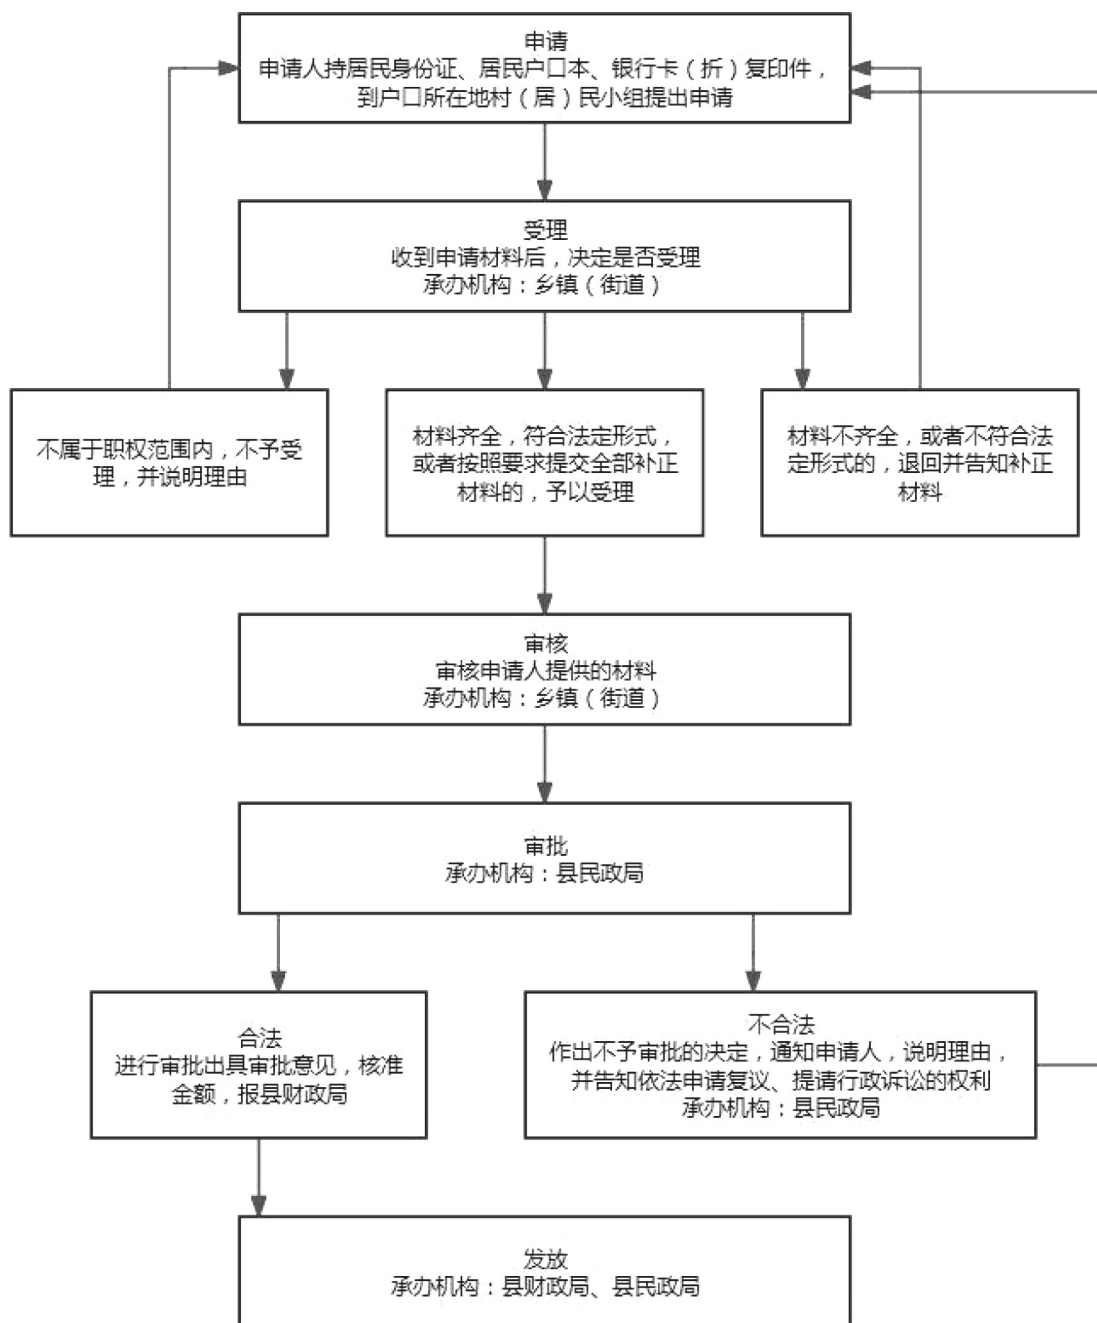 申请
申请人持居民身份证、居民户口本、银行卡（折）复印件，
到户口所在地村（居）民小组提出申请
受理
收到申请材料后，决定是否受理
承办机构：乡镇（街道）
不属于职权范围内，不予受
理，并说明理由
材料齐全，符合法定形式，
或者按照要求提交全部补正
材料的，予以受理
材料不齐全，或者不符合法
定形式的，退回并告知补正
材料
审核
审核申请人提供的材料
承办机构：乡镇（街道）
审批
承办机构：县民政局
合法
进行审批出具审批意见，核准
金额，报县财政局
不合法
作出不予审批的决定，通知申请人，说明理由，
并告知依法申请复议、提请行政诉讼的权利
承办机构：县民政局
发放
承办机构：县财政局、县民政局